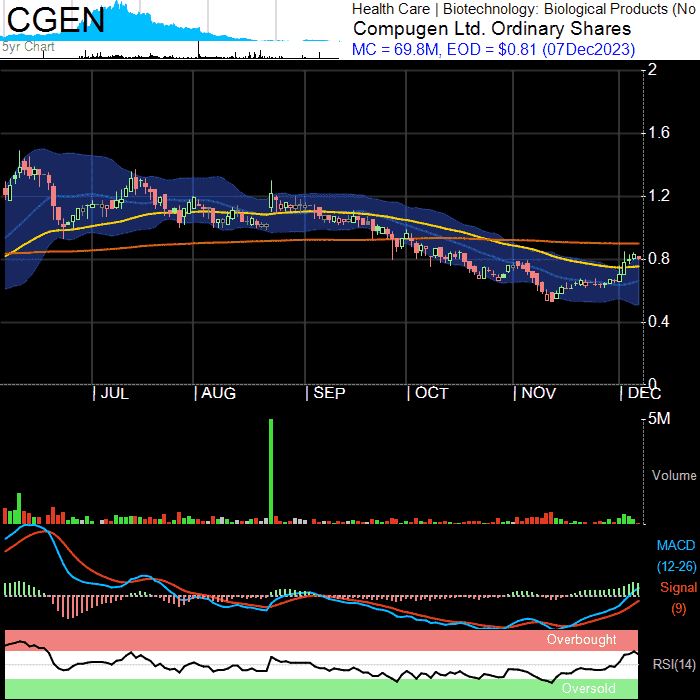 CGEN
Health Care | Biotechnology: Biological Products (No
Compugen Ltd. Ordinary Shares
MC = 69.8M, EOD = $0.81 (07Dec2023)
5yr Chart
2
1.6
1.2
0.8
0.4
0
JUL
AUG
SEP
OCT
NOV
DEC
5M
Volume
MACD
(12-26)
Signal
(9)
Overbought
RSI(14)
Oversold